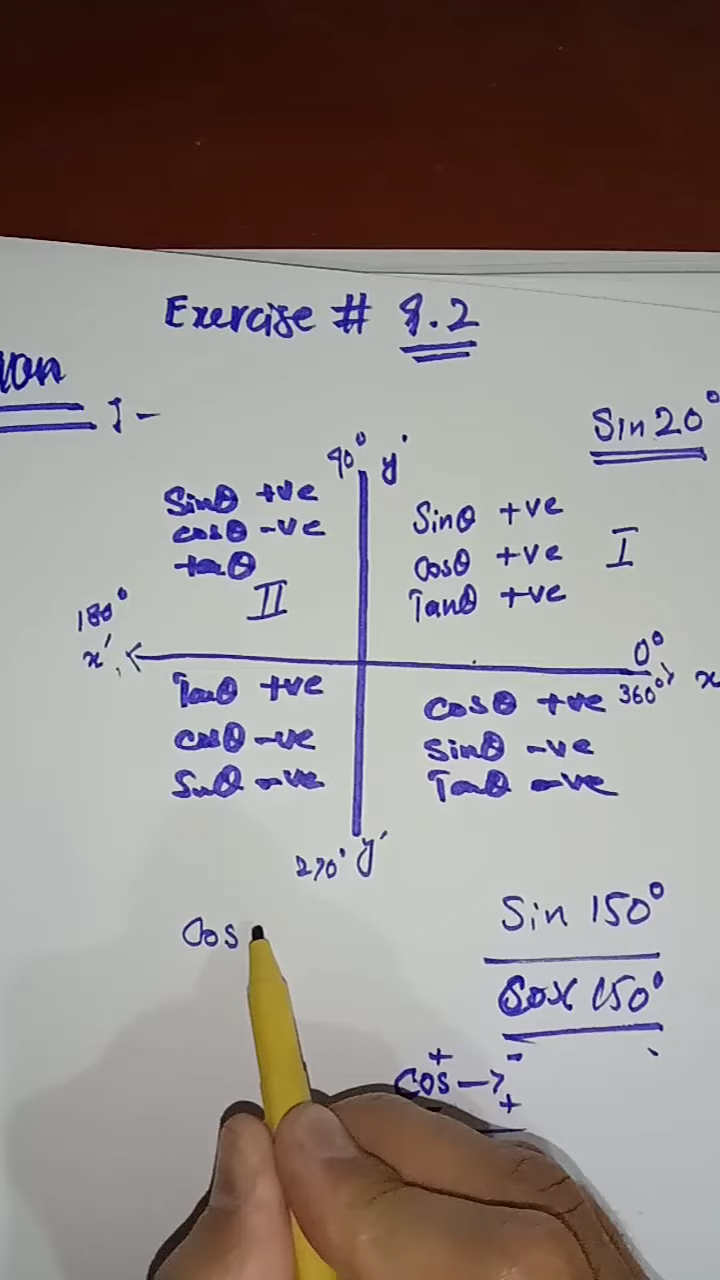 Exercise # 9.2
:-
Sin 20°
90° y
Sinθ +ve
cosθ -ve
tanθ
II
Sinθ +ve
Cosθ +ve
Tanθ +ve
I
180°
x'
0°
360°
x
Tanθ +ve
cosθ -ve
Sinθ -ve
cosθ +ve
sinθ -ve
Tanθ -ve
270° y'
Cos
Sin 150°
150°
+ -
cos →
+